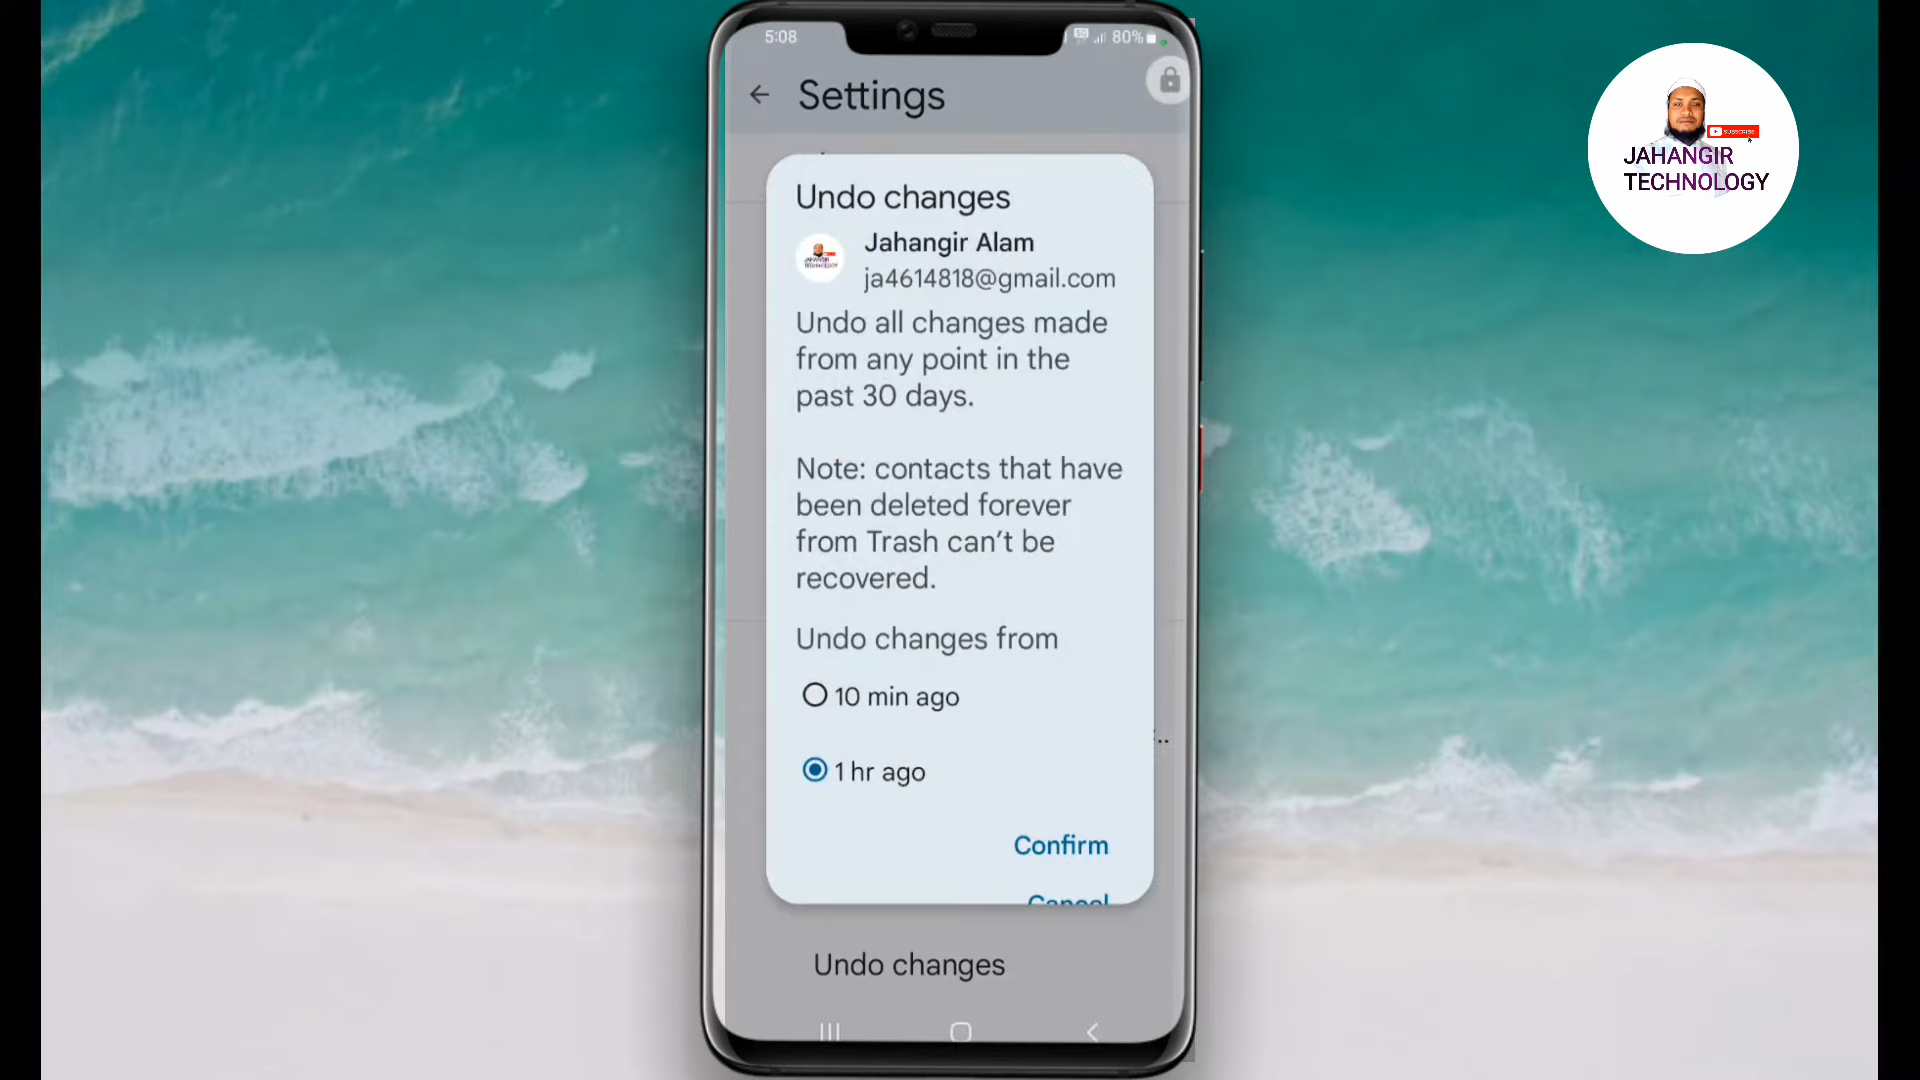 5:08
80%
Settings
SUBSCRIBE
JAHANGIR
TECHNOLOGY
Undo changes
Jahangir Alam
ja4614818@gmail.com
Undo all changes made
from any point in the
past 30 days.
Note: contacts that have
been deleted forever
from Trash can’t be
recovered.
Undo changes from
10 min ago
1 hr ago
Confirm
Cancel
Undo changes